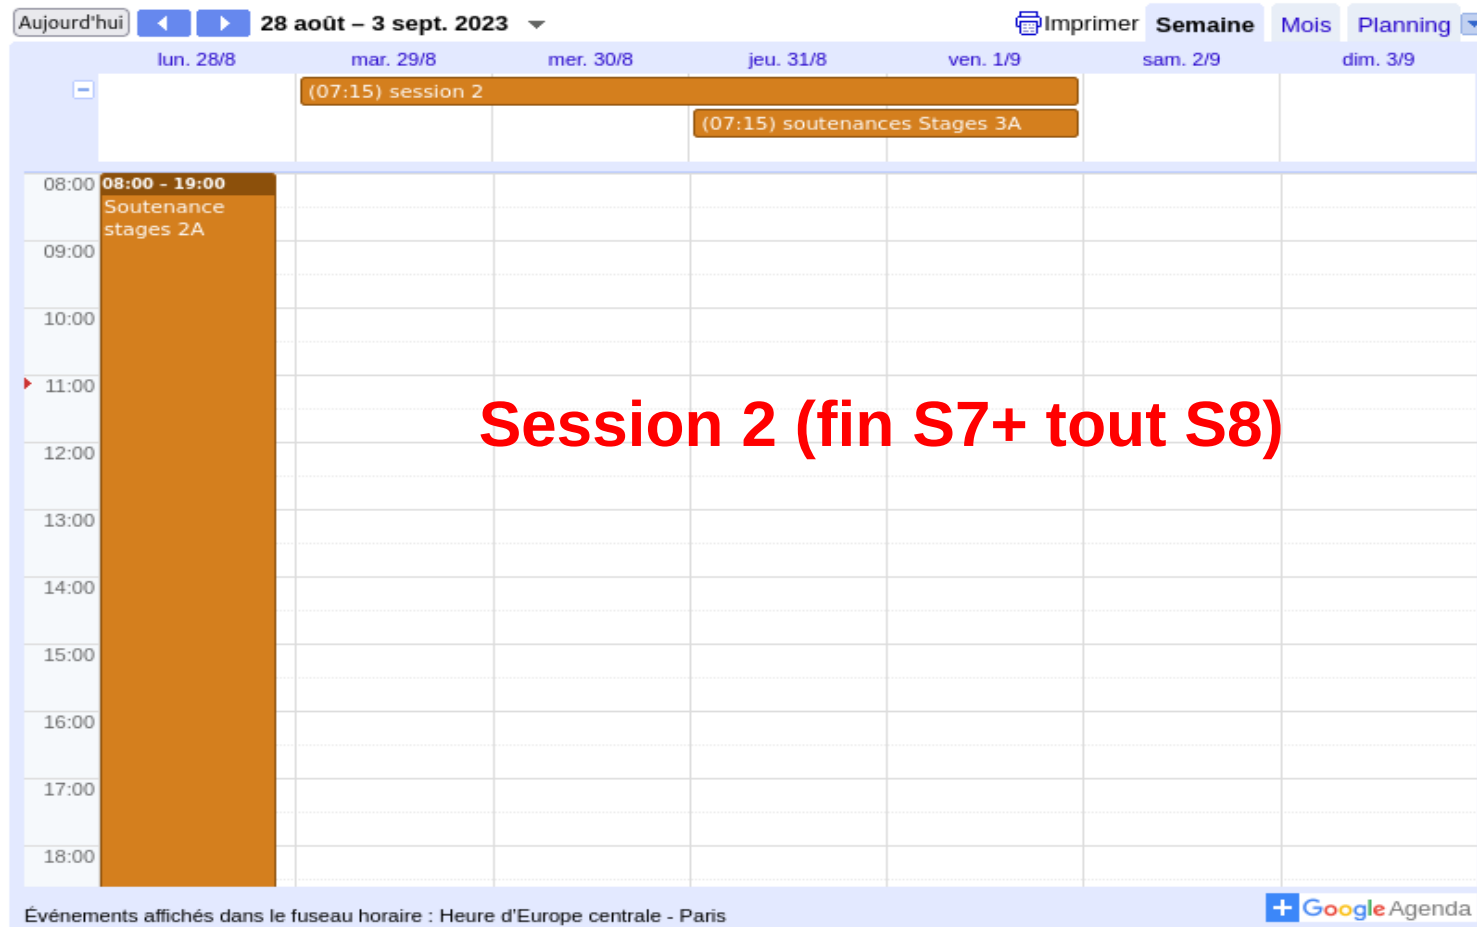 Aujourd'hui 28 août – 3 sept. 2023 Imprimer Semaine Mois Planning
lun. 28/8 mar. 29/8 mer. 30/8 jeu. 31/8 ven. 1/9 sam. 2/9 dim. 3/9
(07:15) session 2
(07:15) soutenances Stages 3A
08:00 08:00 – 19:00
Soutenance
stages 2A
09:00
10:00
11:00
Session 2 (fin S7+ tout S8)
12:00
13:00
14:00
15:00
16:00
17:00
18:00
Événements affichés dans le fuseau horaire : Heure d'Europe centrale - Paris
Google Agenda